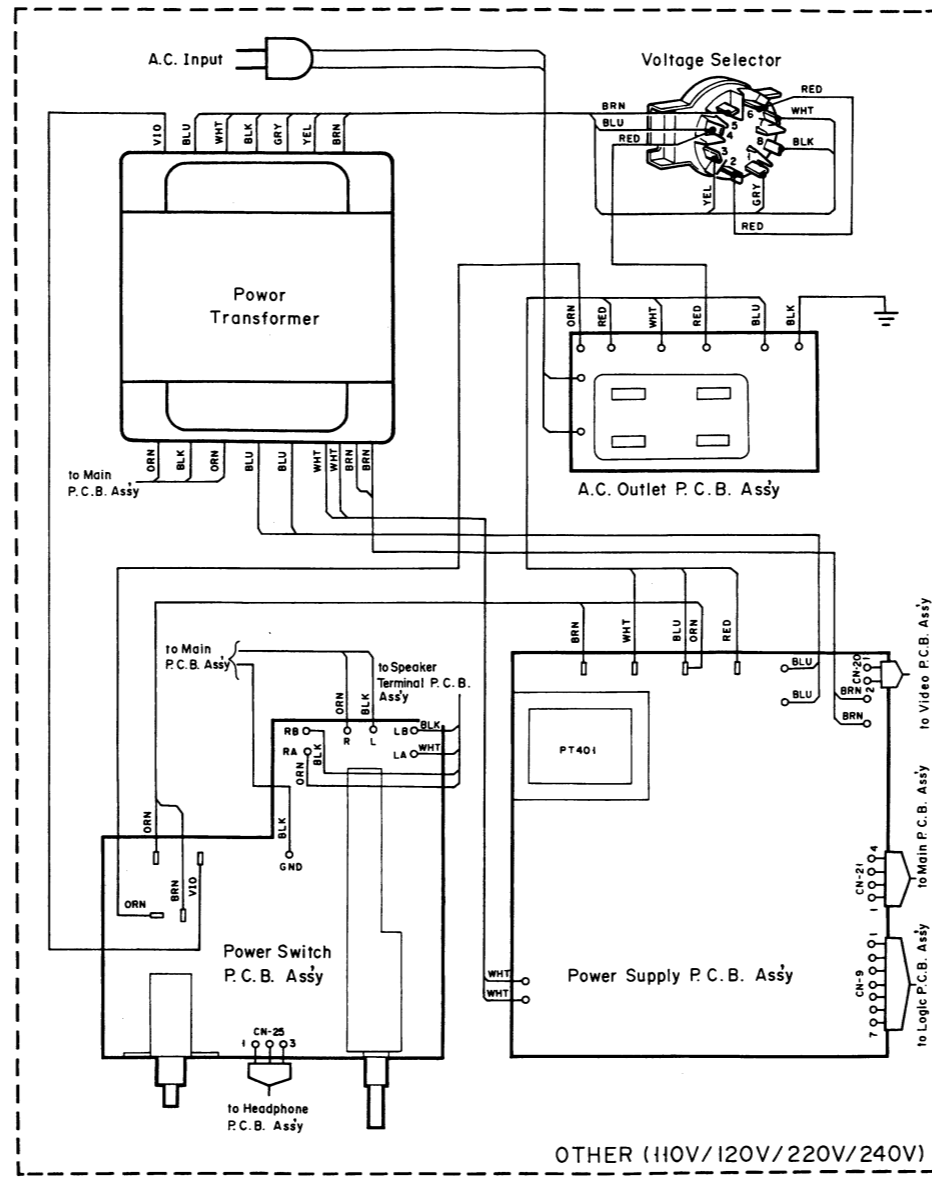 A.C. Input
Voltage Selector
VIO
BLU
WHT
BLK
GRY
YEL
BRN
BRN
BLU
RED
RED
WHT
BLK
6
7
5
4
8
3
2
1
YEL
GRY
RED
Powor
Transformer
ORN
RED
WHT
RED
BLU
BLK
A.C. Outlet P.C.B. Ass'y
to Main
P.C.B. Ass'y
ORN
BLK
ORN
BLU
BLU
WHT
WHT
BRN
BRN
BRN
WHT
BLU
ORN
RED
BLU
BLU
BRN
BRN
CN-20
1
2
to Video P.C.B. Ass'y
to Main
P.C.B. Ass'y
to Speaker
Terminal P.C.B.
Ass'y
ORN
BLK
RB
R
L
LB
BLK
RA
LA
WHT
BLK
ORN
BLK
GND
PT401
ORN
BRN
VIO
ORN
Power Switch
P.C.B. Ass'y
CN-25
1
3
to Headphone
P.C.B. Ass'y
WHT
WHT
Power Supply P.C.B. Ass'y
CN-21
4
1
to Main P.C.B. Ass'y
CN-9
1
7
to Logic P.C.B. Ass'y
OTHER (110V/120V/220V/240V)